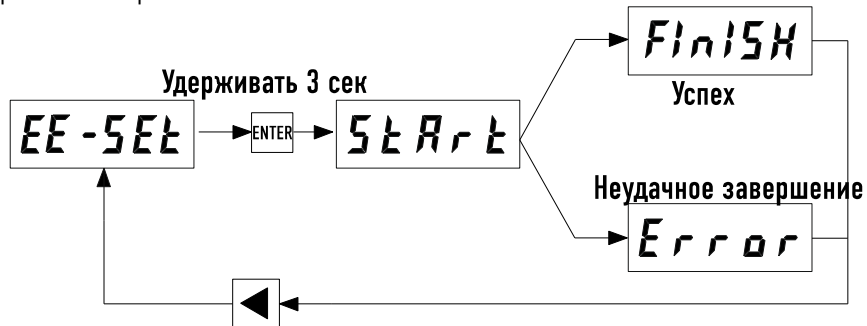 FInISH
Удерживать 3 сек
Успех
EE-SEt
ENTER
StArt
Неудачное завершение
Error